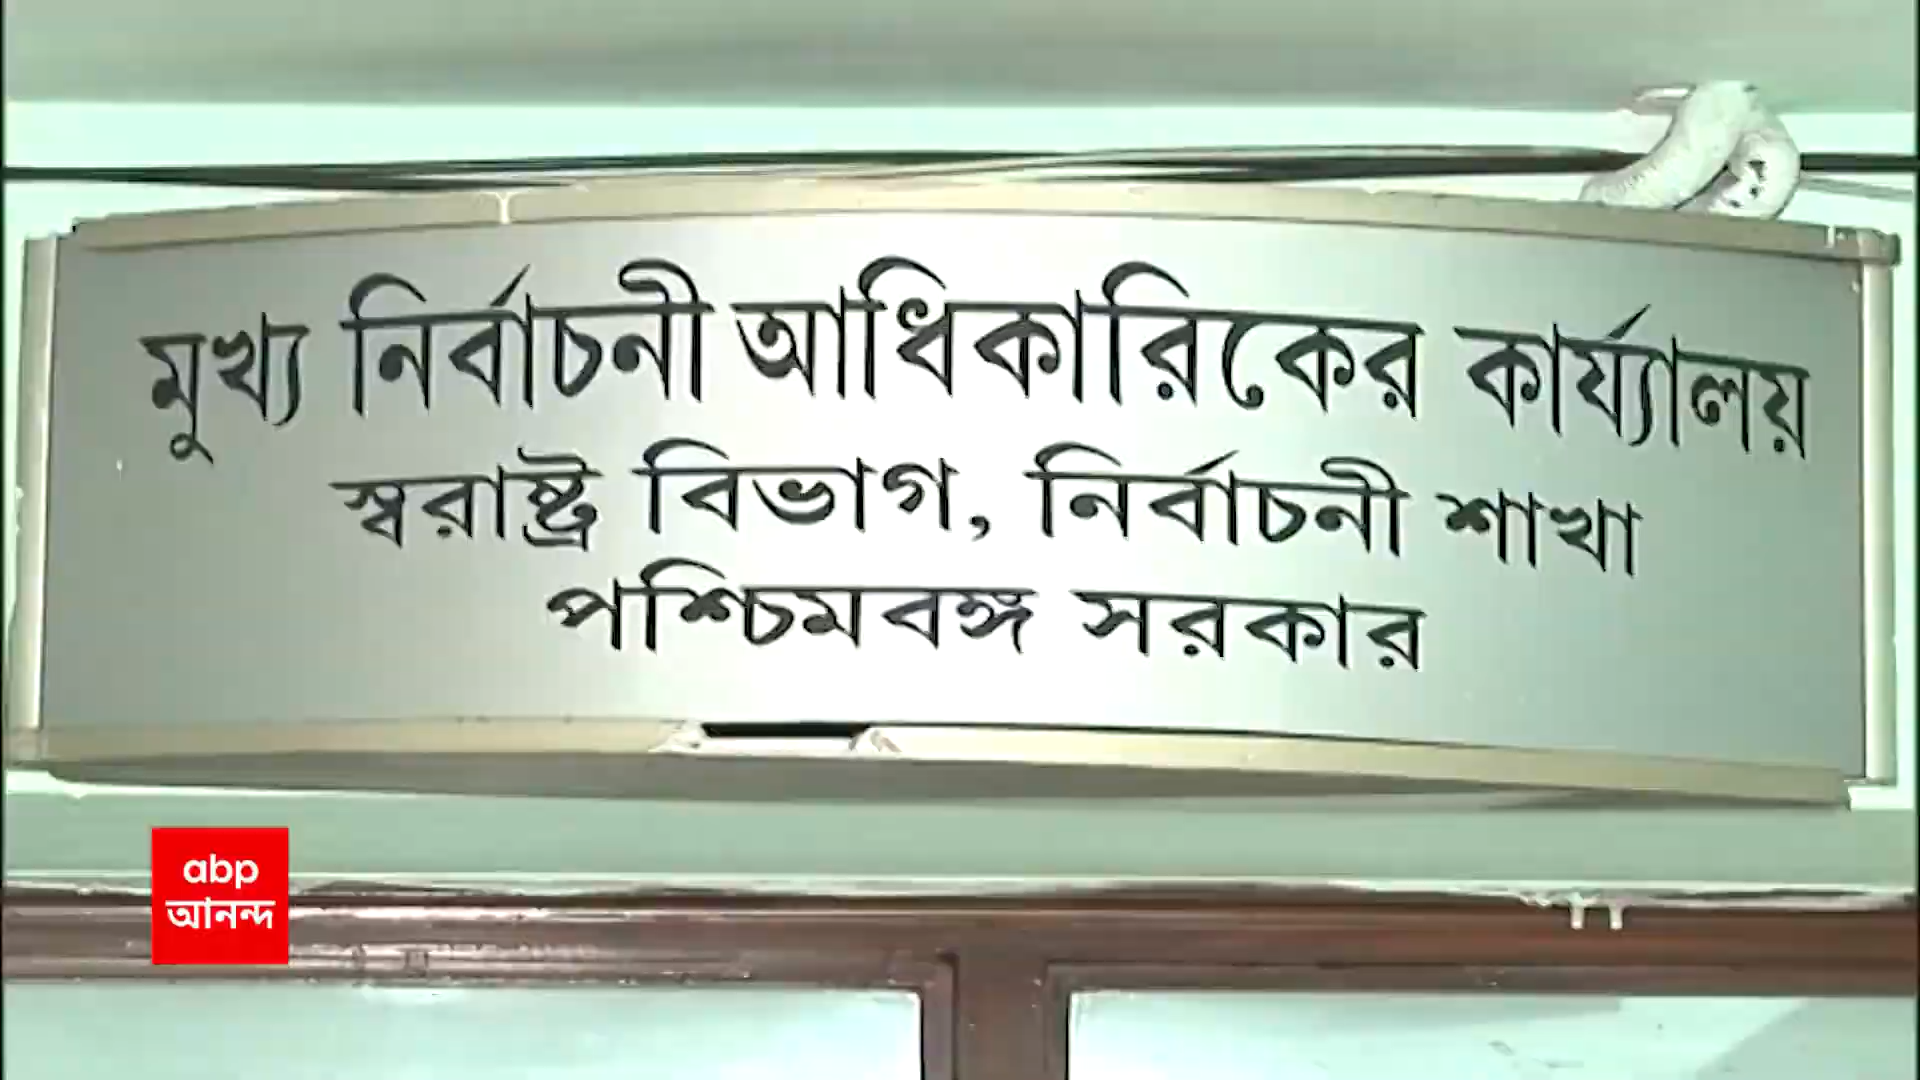 মুখ্য নির্বাচনী আধিকারিকের কার্য্যালয়
স্বরাষ্ট্র বিভাগ, নির্বাচনী শাখা
পশ্চিমবঙ্গ সরকার
abp
আনন্দ